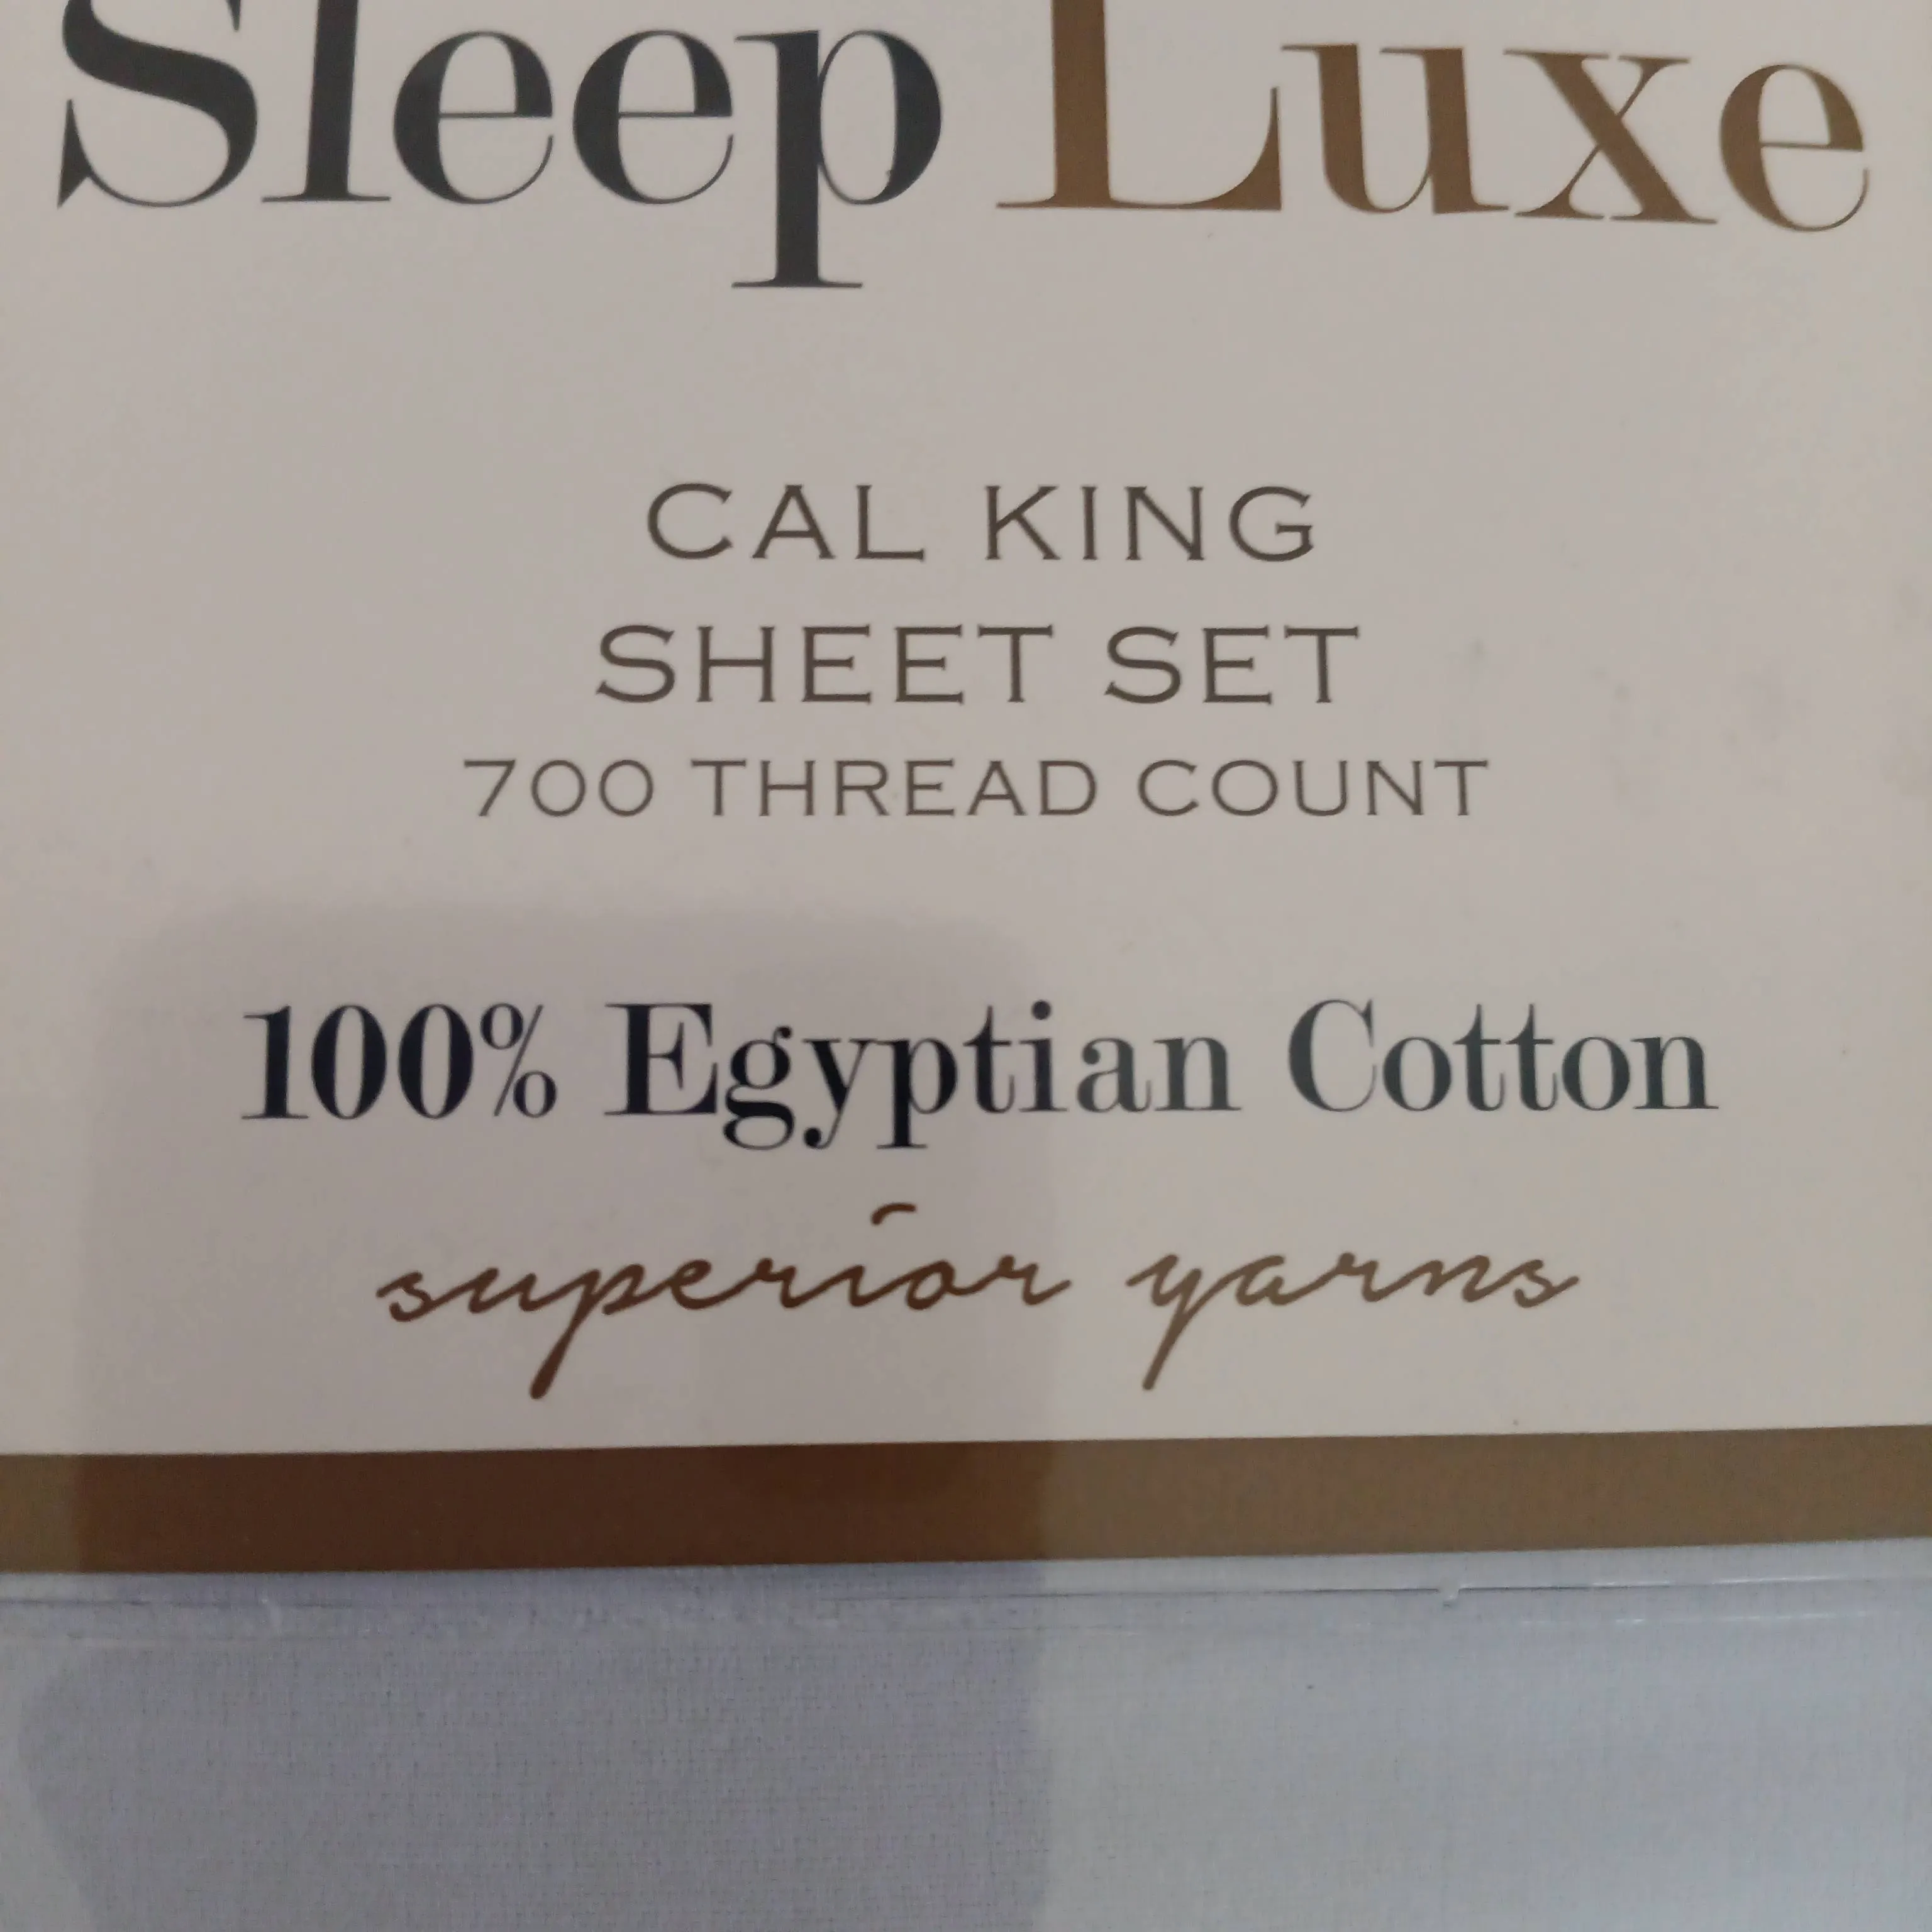 Sleep Luxe
CAL KING
SHEET SET
700 THREAD COUNT
100% Egyptian Cotton
superior yarns